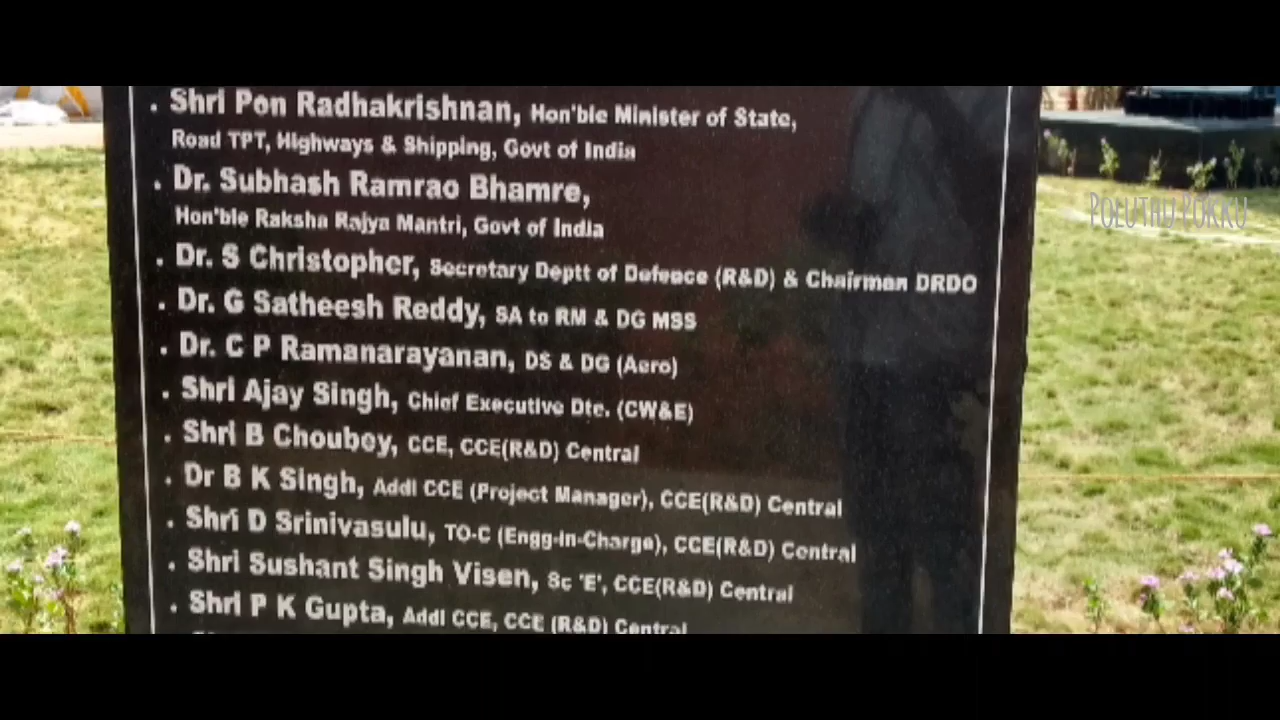 . Shri Pon Radhakrishnan, Hon'ble Minister of State,
Road TPT, Highways & Shipping, Govt of India
. Dr. Subhash Ramrao Bhamre,
Hon'ble Raksha Rajya Mantri, Govt of India
. Dr. S Christopher, Secretary Deptt of Defence (R&D) & Chairman DRDO
. Dr. G Satheesh Reddy, SA to RM & DG MSS
. Dr. C P Ramanarayanan, DS & DG (Aero)
. Shri Ajay Singh, Chief Executive Dte. (CW&E)
. Shri B Choubey, CCE, CCE(R&D) Central
. Dr B K Singh, Addl CCE (Project Manager), CCE(R&D) Central
. Shri D Srinivasulu, TO-C (Engg-in-Charge), CCE(R&D) Central
. Shri Sushant Singh Visen, Sc 'E', CCE(R&D) Central
. Shri P K Gupta, Addl CCE, CCE (R&D) Central
POLUTHU POKKU